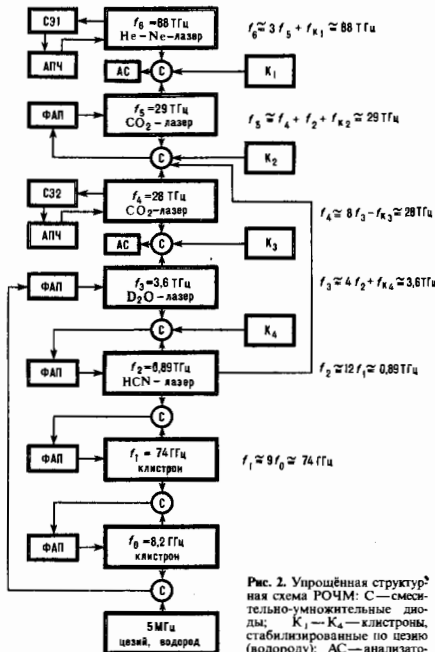 СЭ1
f₆ = 88 ТГц
He–Ne–лазер
f₆ ≃ 3 f₅ + f_K₁ ≃ 88 ТГц
АПЧ
АС
С
K₁
f₅ = 29 ТГц
CO₂–лазер
f₅ ≃ f₄ + f₂ + f_K₂ ≃ 29 ТГц
ФАП
С
K₂
СЭ2
f₄ = 28 ТГц
CO₂–лазер
f₄ ≃ 8 f₃ – f_K₃ ≃ 28 ТГц
АПЧ
АС
С
K₃
ФАП
f₃ = 3,6 ТГц
D₂O – лазер
f₃ ≃ 4 f₂ + f_K₄ ≃ 3,6 ТГц
С
K₄
ФАП
f₂ = 0,89 ТГц
HCN – лазер
f₂ ≃ 12 f₁ ≃ 0,89 ТГц
С
ФАП
f₁ = 74 ГГц
клистрон
f₁ ≃ 9 f₀ ≃ 74 ГГц
С
ФАП
f₀ = 8,2 ГГц
клистрон
С
5 МГц
цезий, водород
Рис. 2. Упрощённая структур-
ная схема РОЧМ: С — смеси-
тельно-умножительные дио-
ды; K₁—K₄ — клистроны,
стабилизированные по цезию
(водороду); АС — анализато-